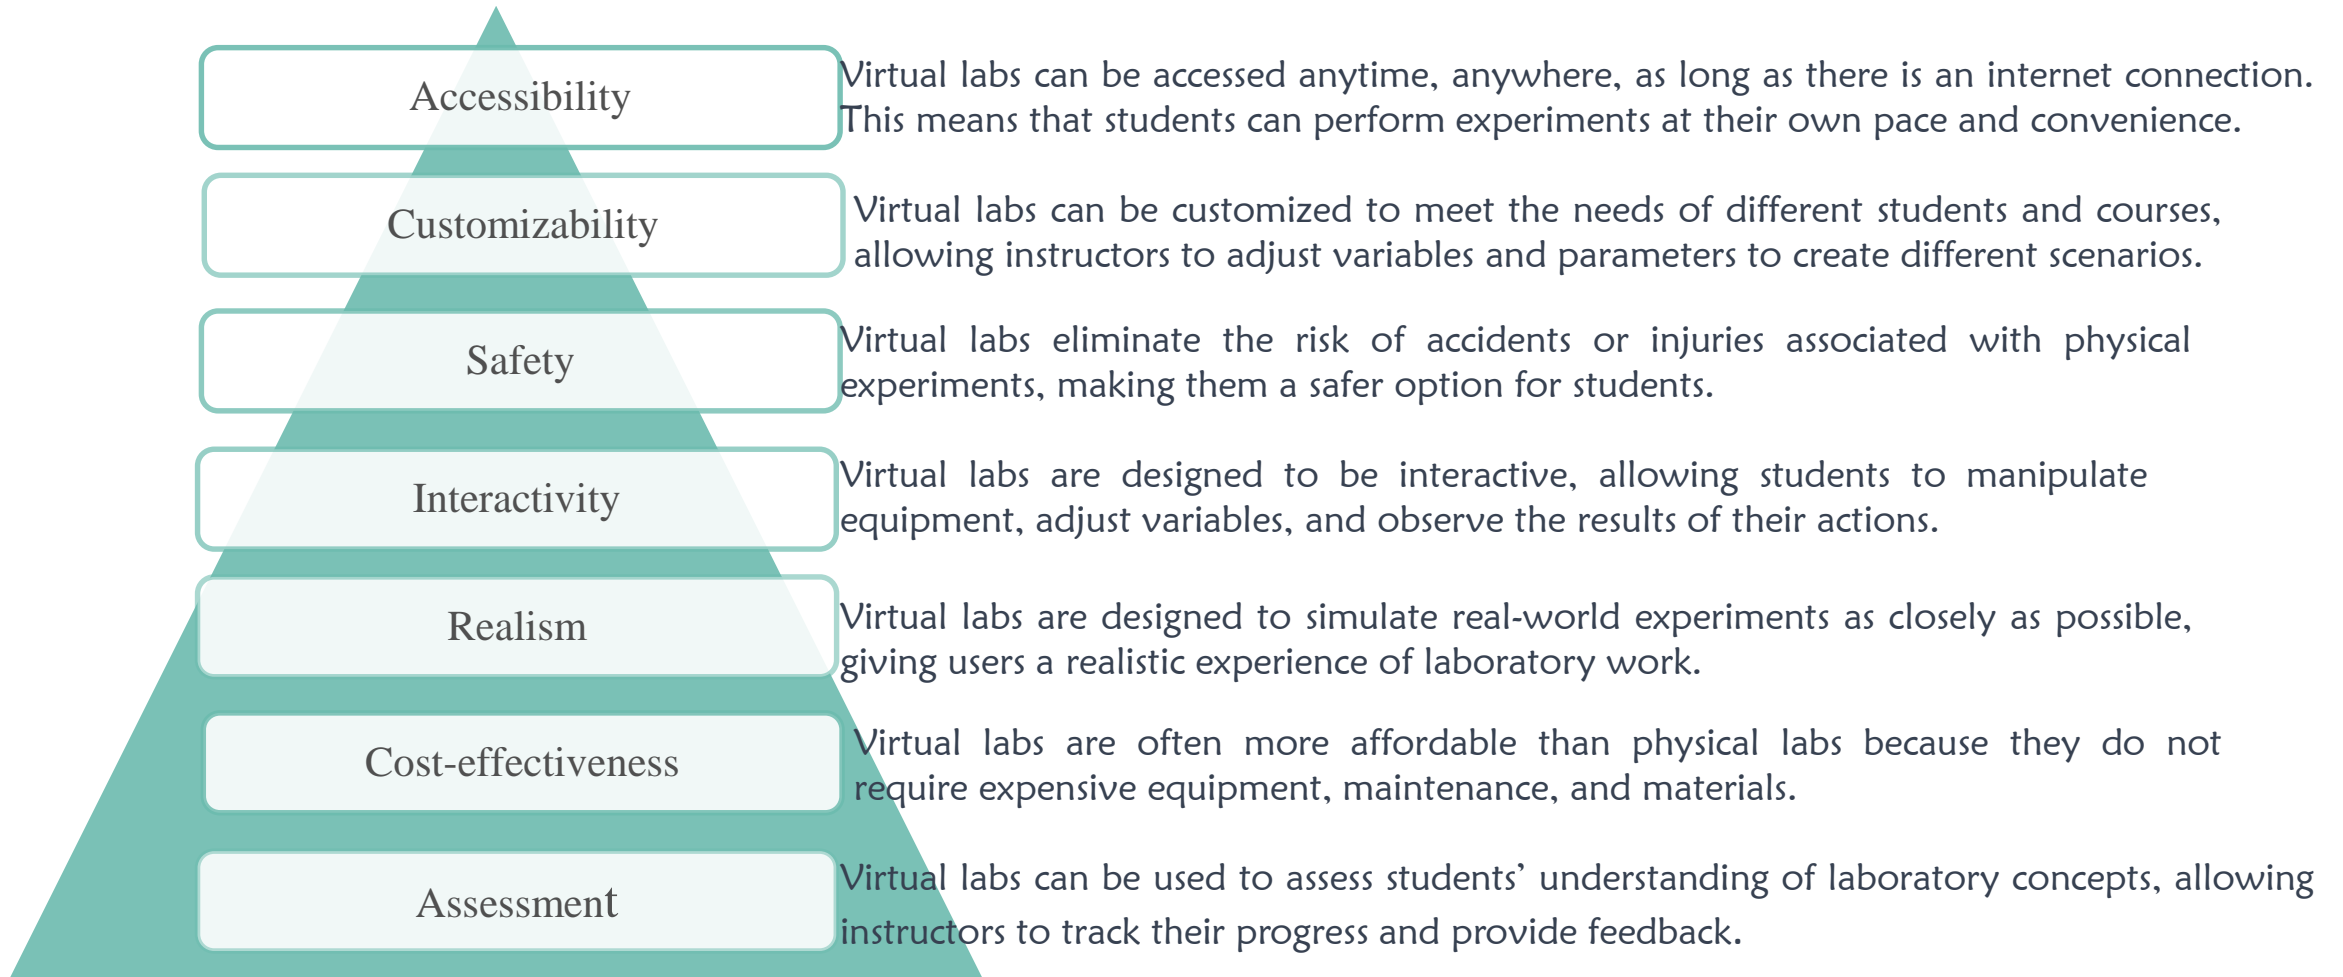 Accessibility
Virtual labs can be accessed anytime, anywhere, as long as there is an internet connection.
This means that students can perform experiments at their own pace and convenience.
Customizability
Virtual labs can be customized to meet the needs of different students and courses,
allowing instructors to adjust variables and parameters to create different scenarios.
Safety
Virtual labs eliminate the risk of accidents or injuries associated with physical
experiments, making them a safer option for students.
Interactivity
Virtual labs are designed to be interactive, allowing students to manipulate
equipment, adjust variables, and observe the results of their actions.
Realism
Virtual labs are designed to simulate real-world experiments as closely as possible,
giving users a realistic experience of laboratory work.
Cost-effectiveness
Virtual labs are often more affordable than physical labs because they do not
require expensive equipment, maintenance, and materials.
Assessment
Virtual labs can be used to assess students’ understanding of laboratory concepts, allowing
instructors to track their progress and provide feedback.